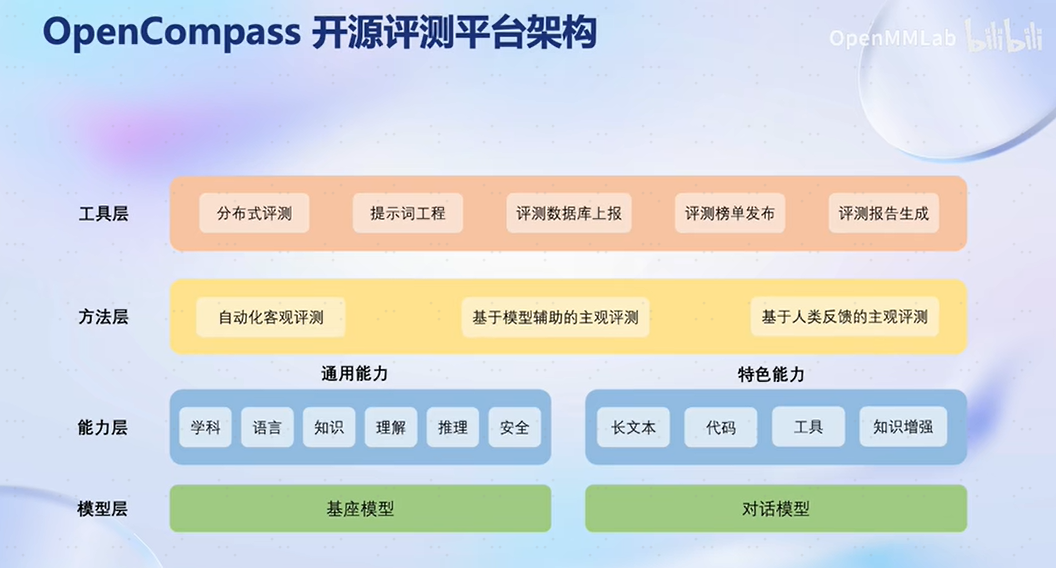 OpenCompass 开源评测平台架构
OpenMMLab bilibili
工具层 分布式评测 提示词工程 评测数据库上报 评测榜单发布 评测报告生成
方法层 自动化客观评测 基于模型辅助的主观评测 基于人类反馈的主观评测
通用能力 特色能力
能力层 学科 语言 知识 理解 推理 安全 长文本 代码 工具 知识增强
模型层 基座模型 对话模型